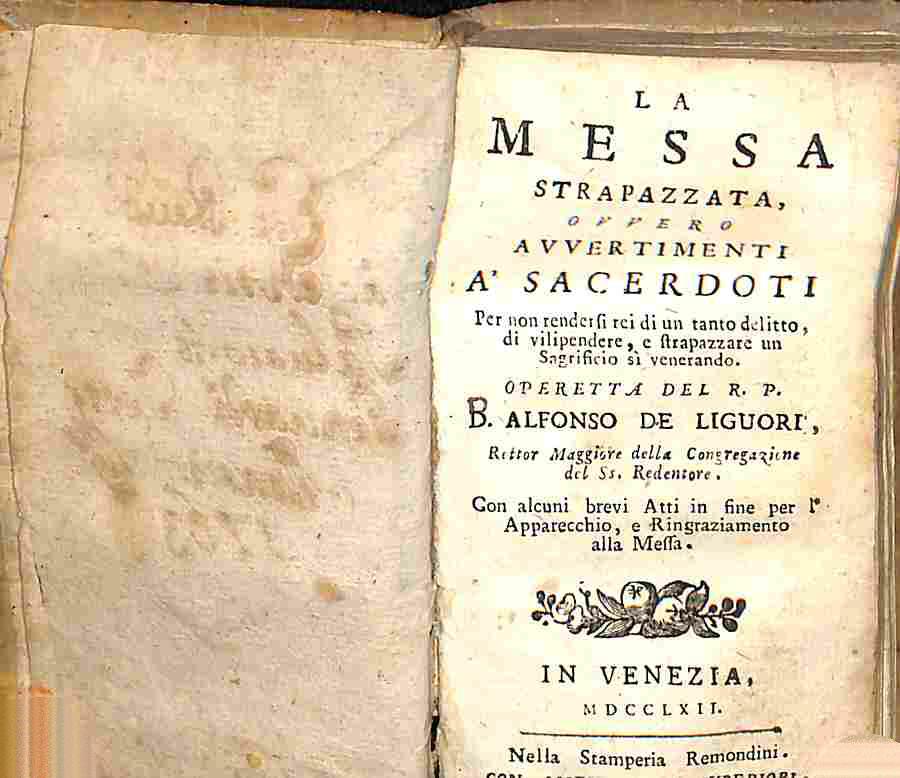 LA
MESSA
STRAPAZZATA,
OVVERO
AVVERTIMENTI
A' SACERDOTI
Per non rendersi rei di un tanto delitto,
di vilipendere, e strapazzare un
Sagrificio sì venerando.
OPERETTA DEL R. P.
B. ALFONSO DE LIGUORI,
Rettor Maggiore della Congregazione
del Ss. Redentore.
Con alcuni brevi Atti in fine per l'
Apparecchio, e Ringraziamento
alla Messa.
IN VENEZIA,
MDCCLXII.
Nella Stamperia Remondini.
CON